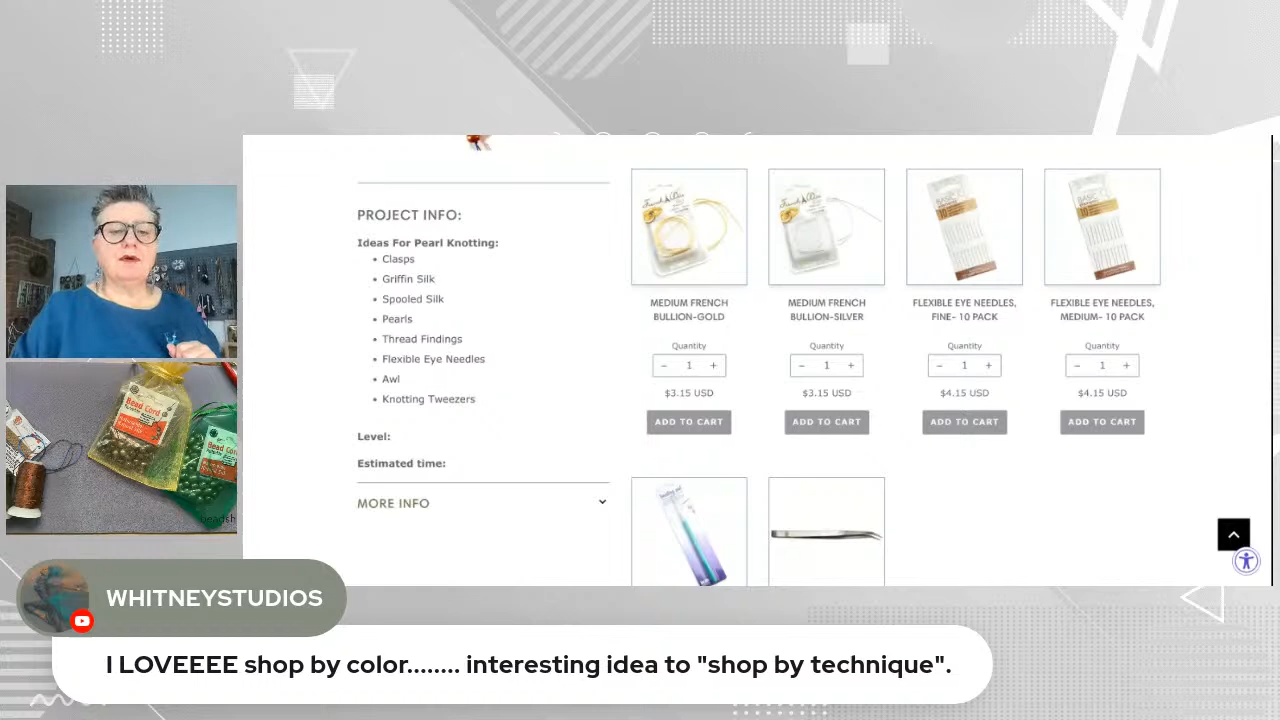 PROJECT INFO:
Ideas For Pearl Knotting:
Clasps
Griffin Silk
Spooled Silk
Pearls
Thread Findings
Flexible Eye Needles
Awl
Knotting Tweezers
Level:
Estimated time:
MORE INFO
MEDIUM FRENCH
BULLION-GOLD
Quantity
− 1 +
$3.15 USD
ADD TO CART
MEDIUM FRENCH
BULLION-SILVER
Quantity
− 1 +
$3.15 USD
ADD TO CART
FLEXIBLE EYE NEEDLES,
FINE- 10 PACK
Quantity
− 1 +
$4.15 USD
ADD TO CART
FLEXIBLE EYE NEEDLES,
MEDIUM- 10 PACK
Quantity
− 1 +
$4.15 USD
ADD TO CART
Bead Cord
Bead Cor
WHITNEYSTUDIOS
I LOVEEEE shop by color........ interesting idea to "shop by technique".